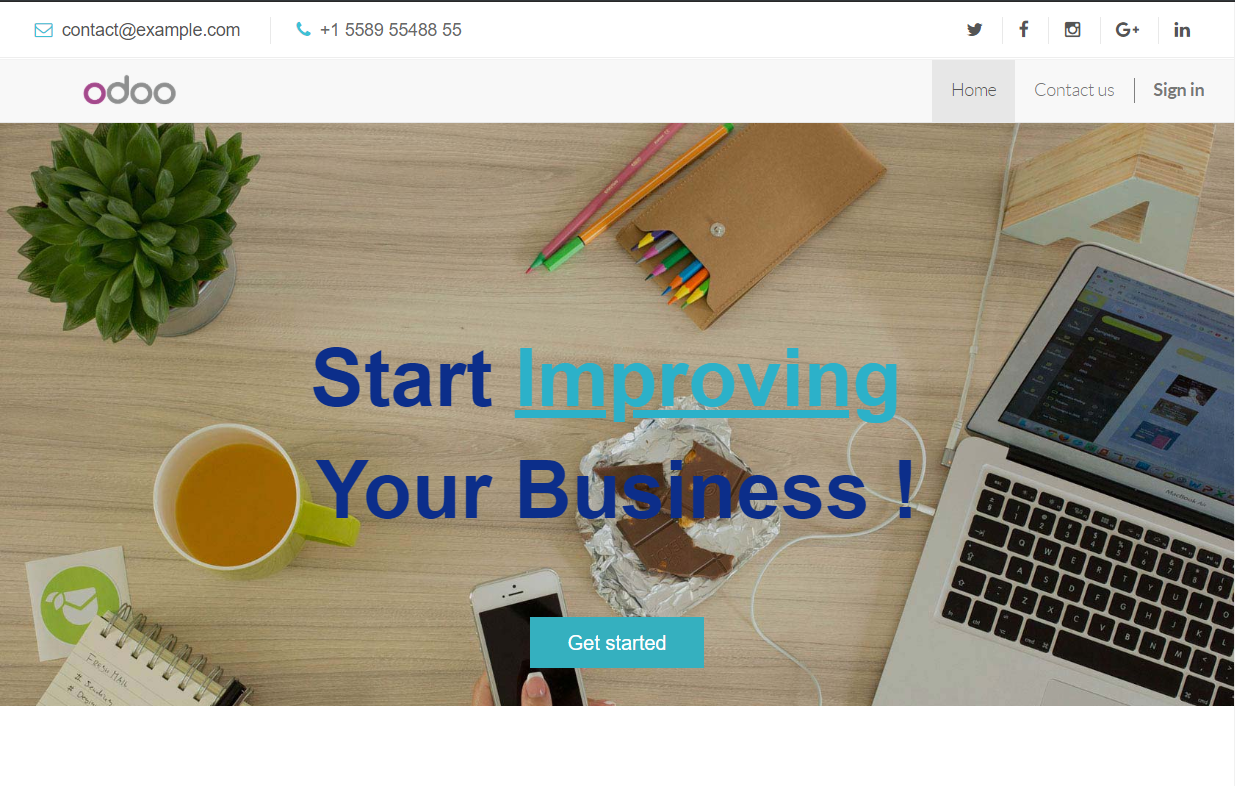 contact@example.com
+1 5589 55488 55
odoo
Home
Contact us
Sign in
Start Improving
Your Business !
Get started